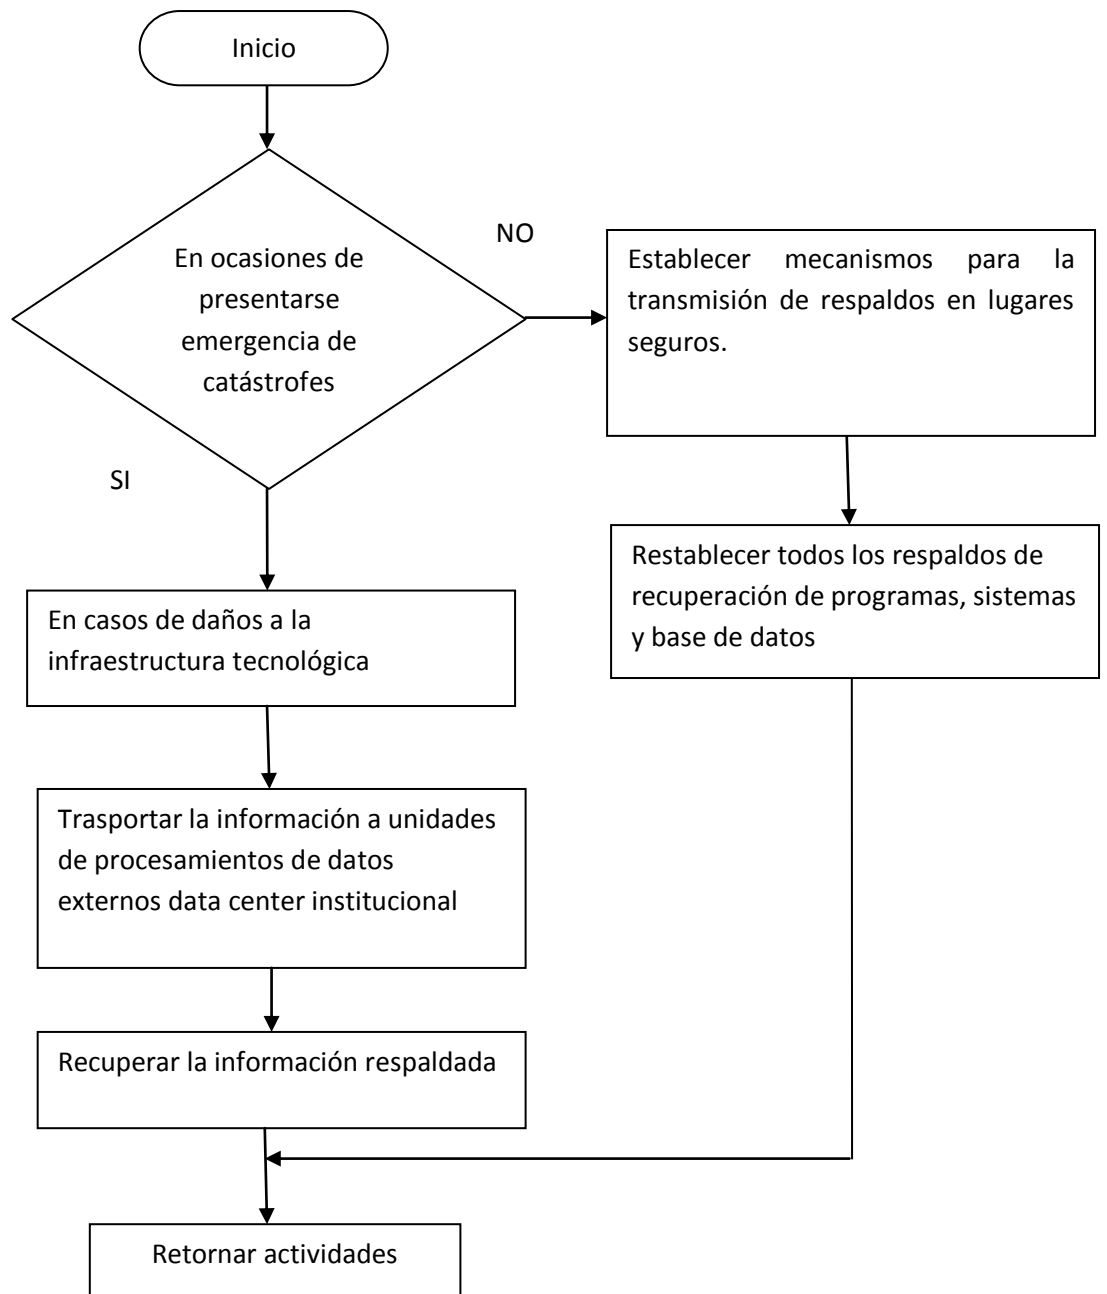 Inicio
En ocasiones de
presentarse
emergencia de
catástrofes
NO
Establecer mecanismos para la
transmisión de respaldos en lugares
seguros.
SI
Restablecer todos los respaldos de
recuperación de programas, sistemas
y base de datos
En casos de daños a la
infraestructura tecnológica
Trasportar la información a unidades
de procesamientos de datos
externos data center institucional
Recuperar la información respaldada
Retornar actividades